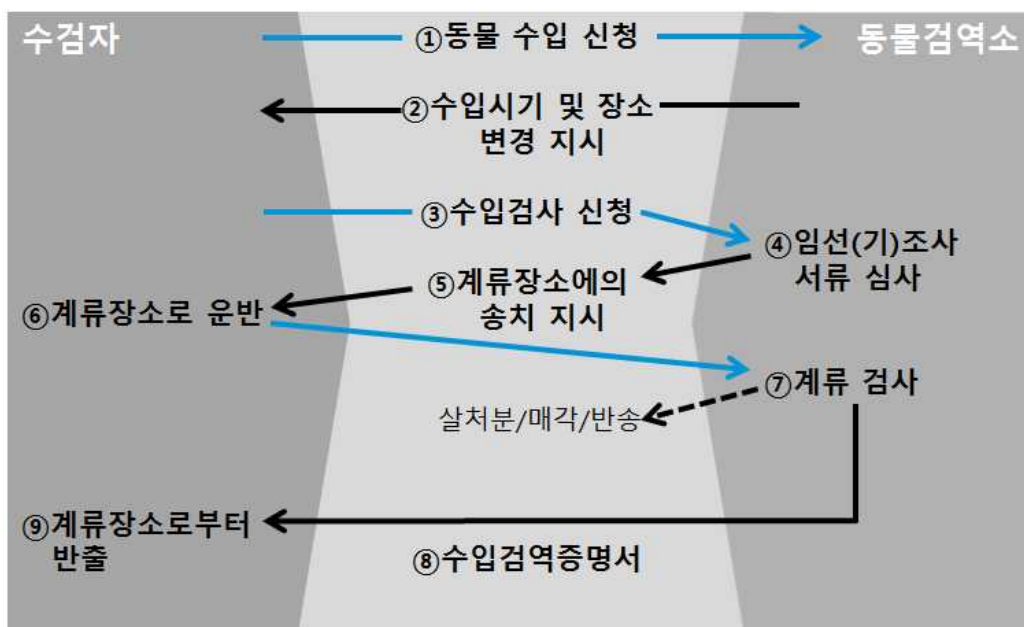 수검자
동물검역소
①동물 수입 신청
②수입시기 및 장소
변경 지시
③수입검사 신청
④임선(기)조사
서류 심사
⑤계류장소에의
송치 지시
⑥계류장소로 운반
⑦계류 검사
살처분/매각/반송
⑧수입검역증명서
⑨계류장소로부터
반출